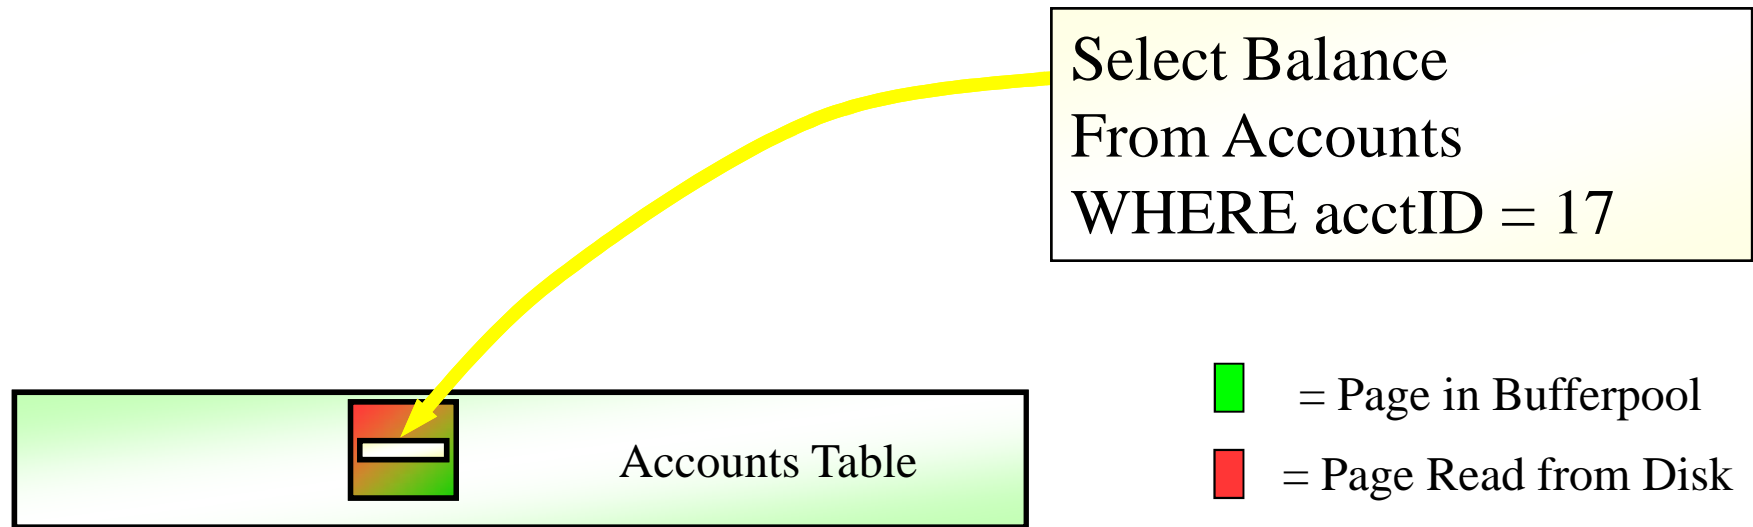 Select Balance
From Accounts
WHERE acctID = 17
= Page in Bufferpool
Accounts Table
= Page Read from Disk